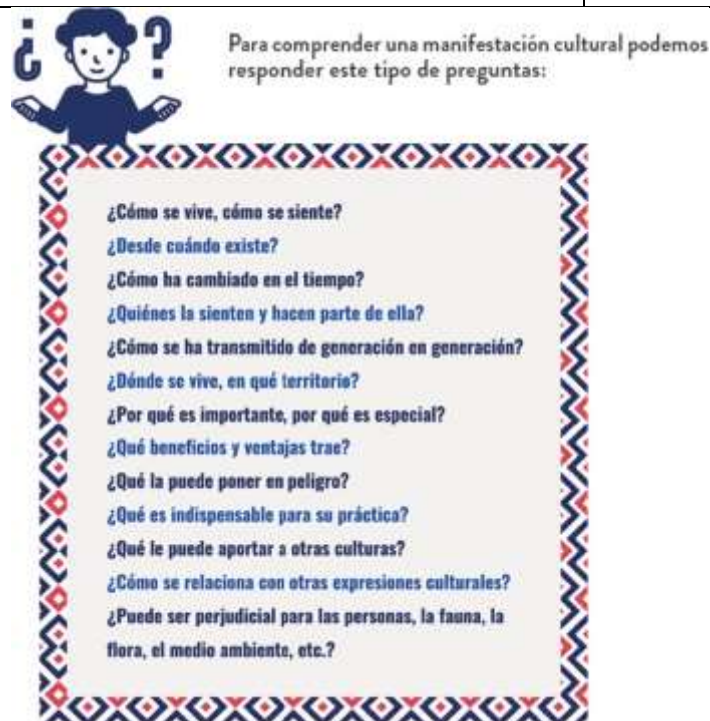 ¿ ?
Para comprender una manifestación cultural podemos
responder este tipo de preguntas:
¿Cómo se vive, cómo se siente?
¿Desde cuándo existe?
¿Cómo ha cambiado en el tiempo?
¿Quiénes la sienten y hacen parte de ella?
¿Cómo se ha transmitido de generación en generación?
¿Dónde se vive, en qué territorio?
¿Por qué es importante, por qué es especial?
¿Qué beneficios y ventajas trae?
¿Qué la puede poner en peligro?
¿Qué es indispensable para su práctica?
¿Qué le puede aportar a otras culturas?
¿Cómo se relaciona con otras expresiones culturales?
¿Puede ser perjudicial para las personas, la fauna, la
flora, el medio ambiente, etc.?